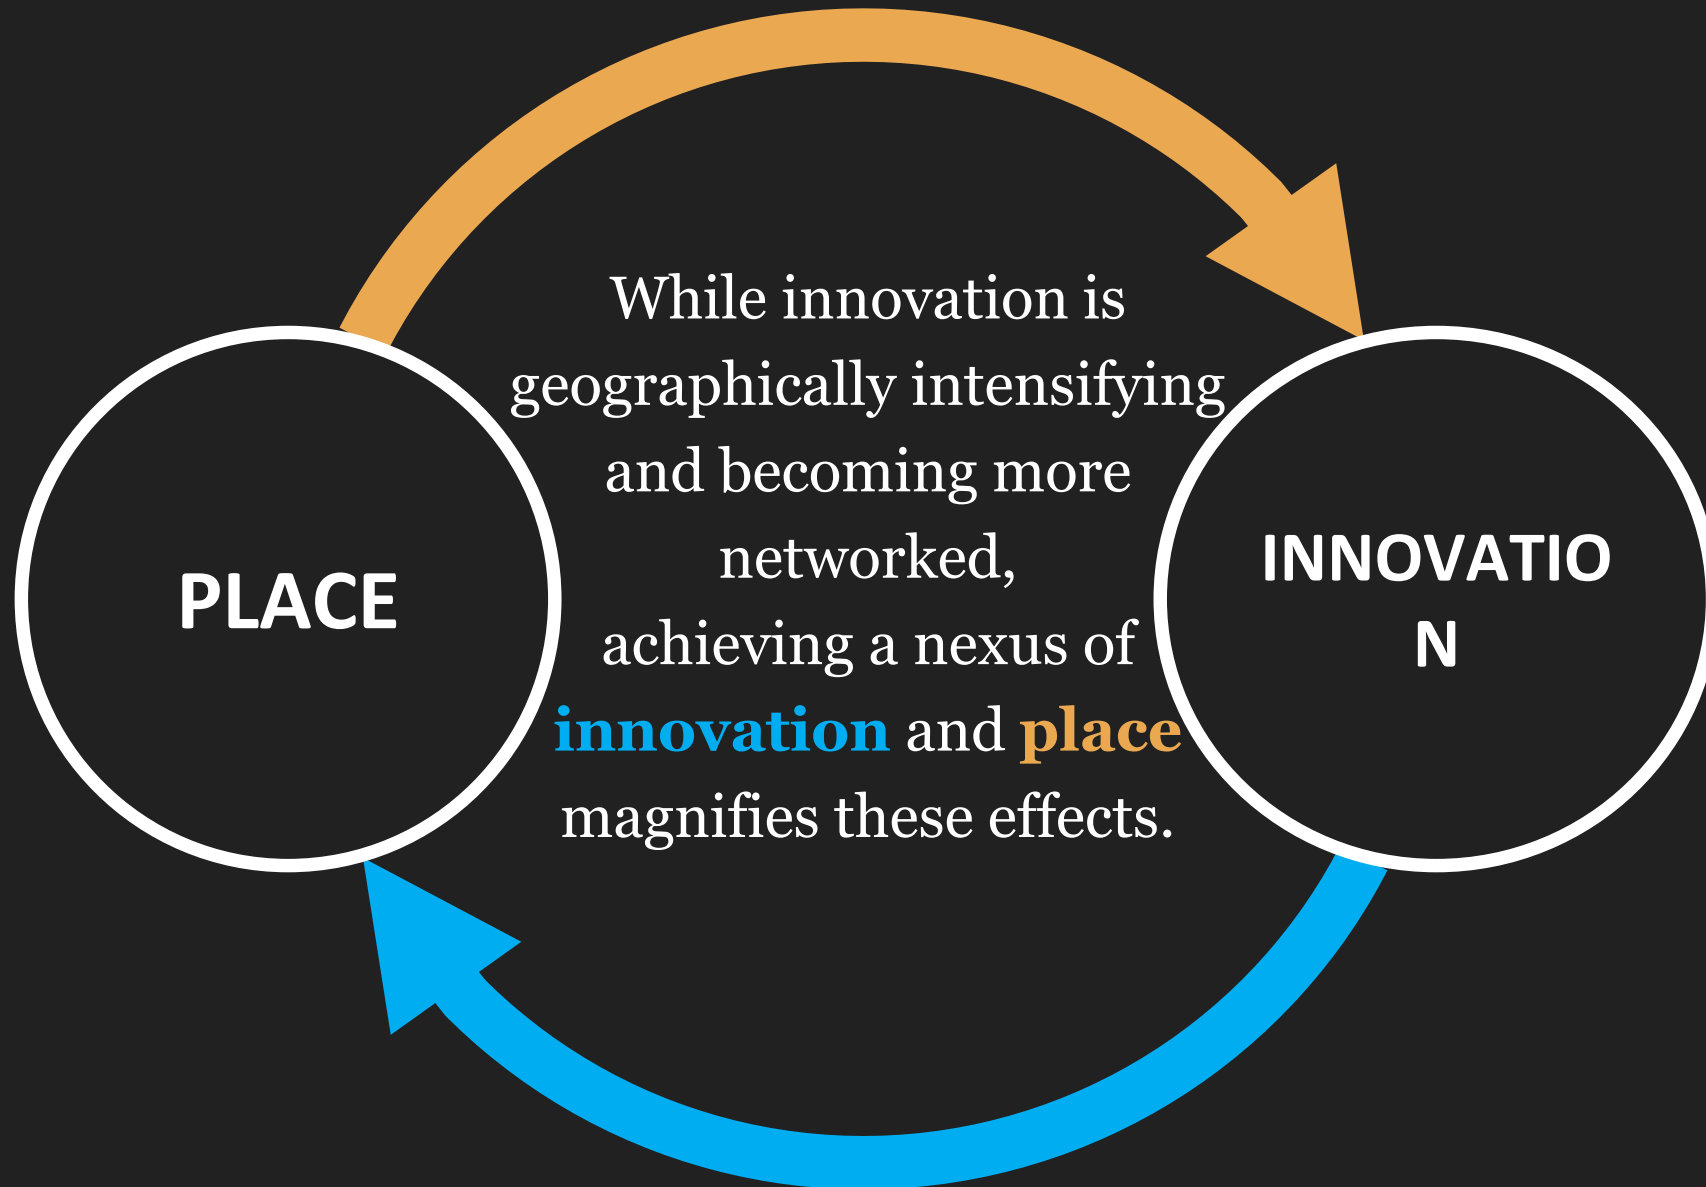 While innovation is
geographically intensifying
and becoming more
networked,
achieving a nexus of
innovation and place
magnifies these effects.
PLACE
INNOVATIO
N